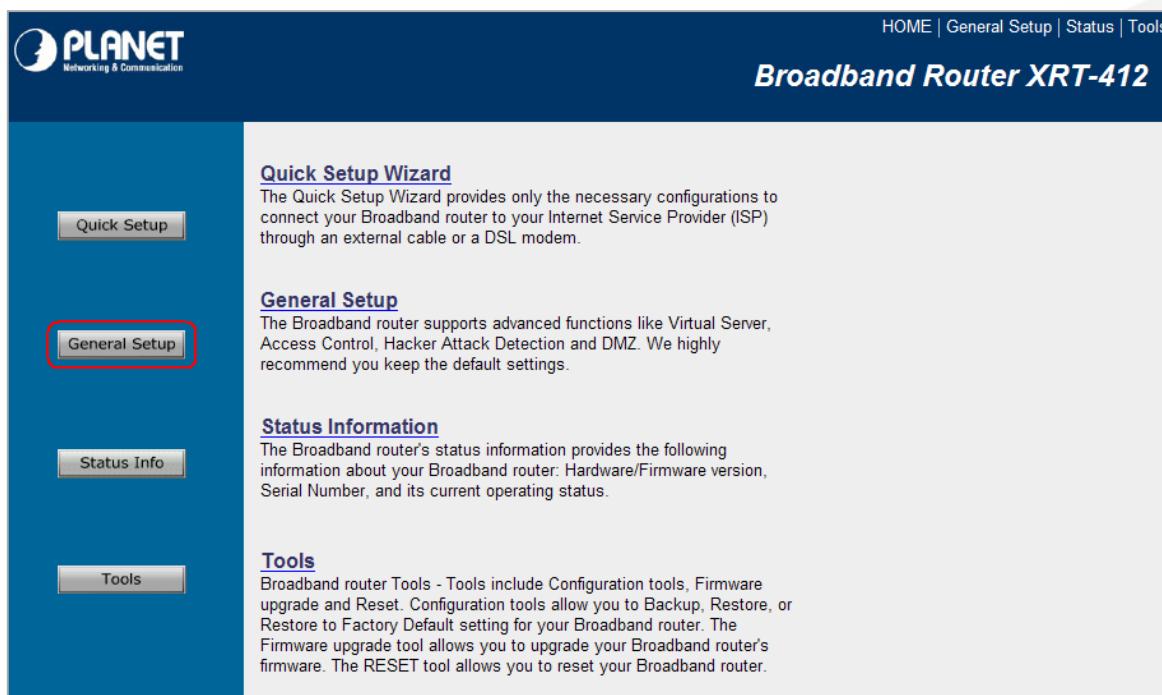 PLANET
Networking & Communication
HOME | General Setup | Status | Tools
Broadband Router XRT-412
Quick Setup
General Setup
Status Info
Tools
Quick Setup Wizard
The Quick Setup Wizard provides only the necessary configurations to
connect your Broadband router to your Internet Service Provider (ISP)
through an external cable or a DSL modem.
General Setup
The Broadband router supports advanced functions like Virtual Server,
Access Control, Hacker Attack Detection and DMZ. We highly
recommend you keep the default settings.
Status Information
The Broadband router's status information provides the following
information about your Broadband router: Hardware/Firmware version,
Serial Number, and its current operating status.
Tools
Broadband router Tools - Tools include Configuration tools, Firmware
upgrade and Reset. Configuration tools allow you to Backup, Restore, or
Restore to Factory Default setting for your Broadband router. The
Firmware upgrade tool allows you to upgrade your Broadband router's
firmware. The RESET tool allows you to reset your Broadband router.